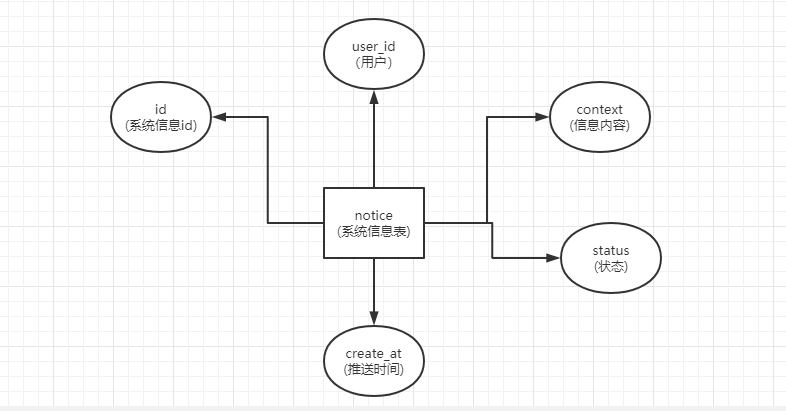 user_id
(用户)
id
(系统信息id)
context
(信息内容)
notice
(系统信息表)
status
(状态)
create_at
(推送时间)